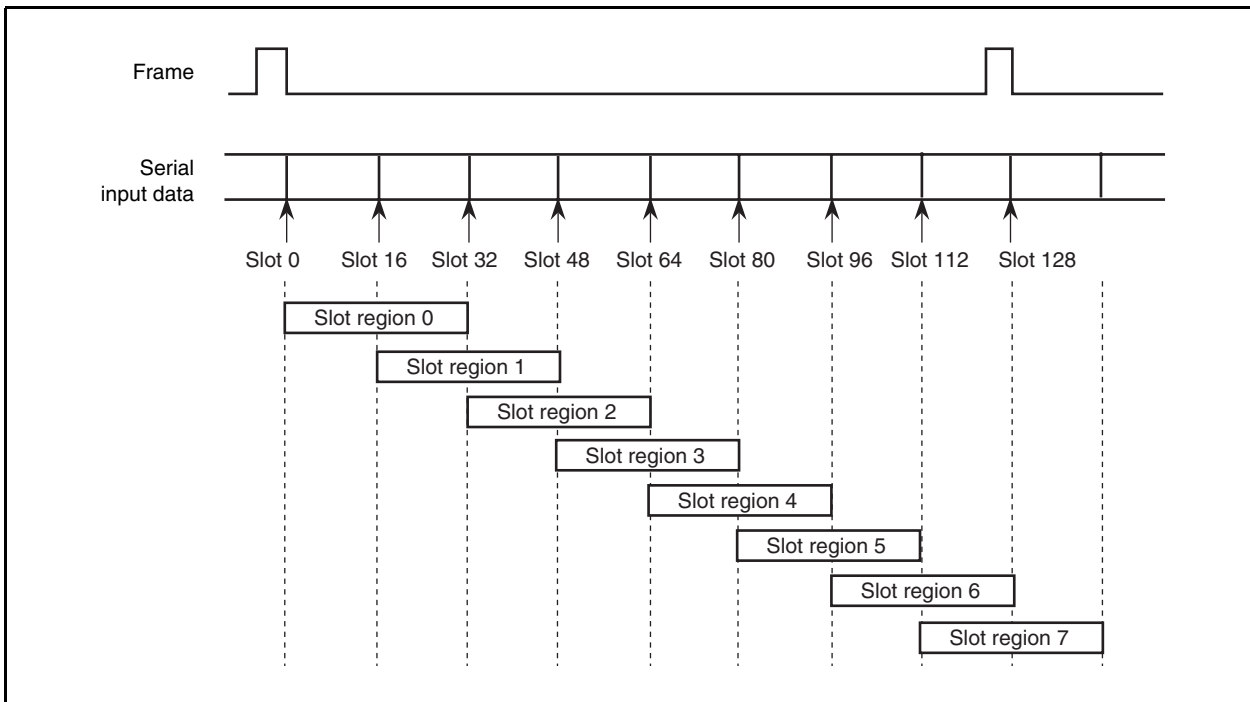 Frame
Serial
input data
Slot 0 Slot 16 Slot 32 Slot 48 Slot 64 Slot 80 Slot 96 Slot 112 Slot 128
Slot region 0
Slot region 1
Slot region 2
Slot region 3
Slot region 4
Slot region 5
Slot region 6
Slot region 7